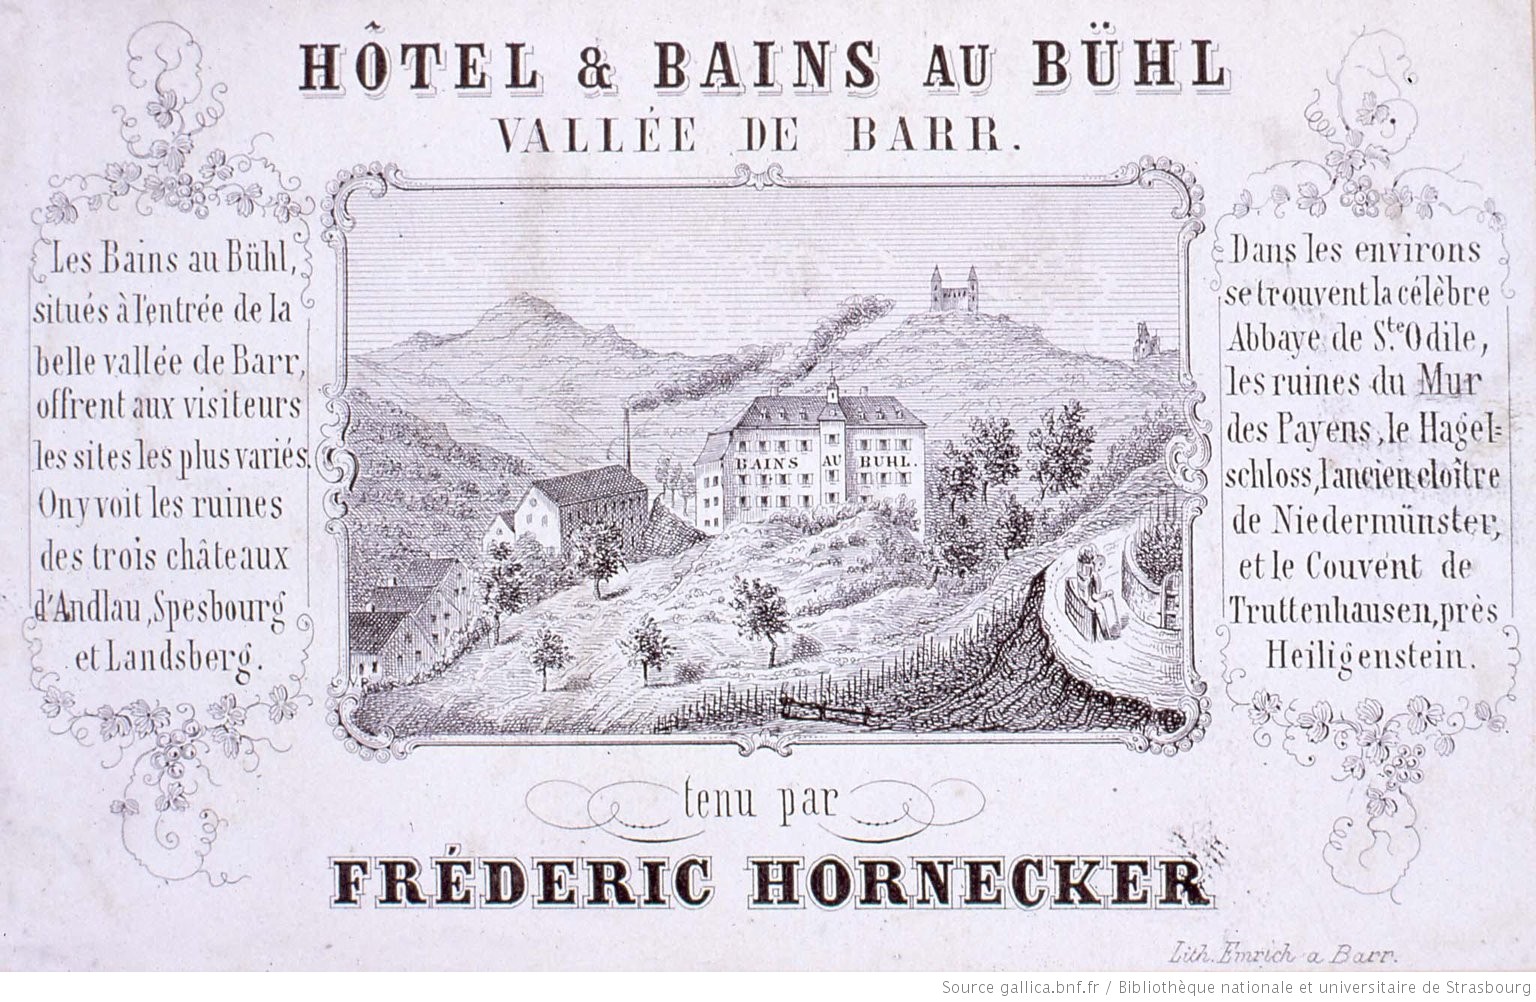 HÔTEL & BAINS AU BÜHL
VALLÉE DE BARR.
Les Bains au Bühl,
situés à l'entrée de la
belle vallée de Barr,
offrent aux visiteurs
les sites les plus variés.
On y voit les ruines
des trois châteaux
d'Andlau, Spesbourg
et Landsberg.
BAINS AU BUHL.
Dans les environs
se trouvent la célèbre
Abbaye de Ste. Odile,
les ruines du Mur
des Payens, le Hagel=
schloss, l'ancien cloître
de Niedermünster,
et le Couvent de
Truttenhausen, près
Heiligenstein.
tenu par
FRÉDERIC HORNECKER
Lith. Emrich a Barr.
Source gallica.bnf.fr / Bibliothèque nationale et universitaire de Strasbourg